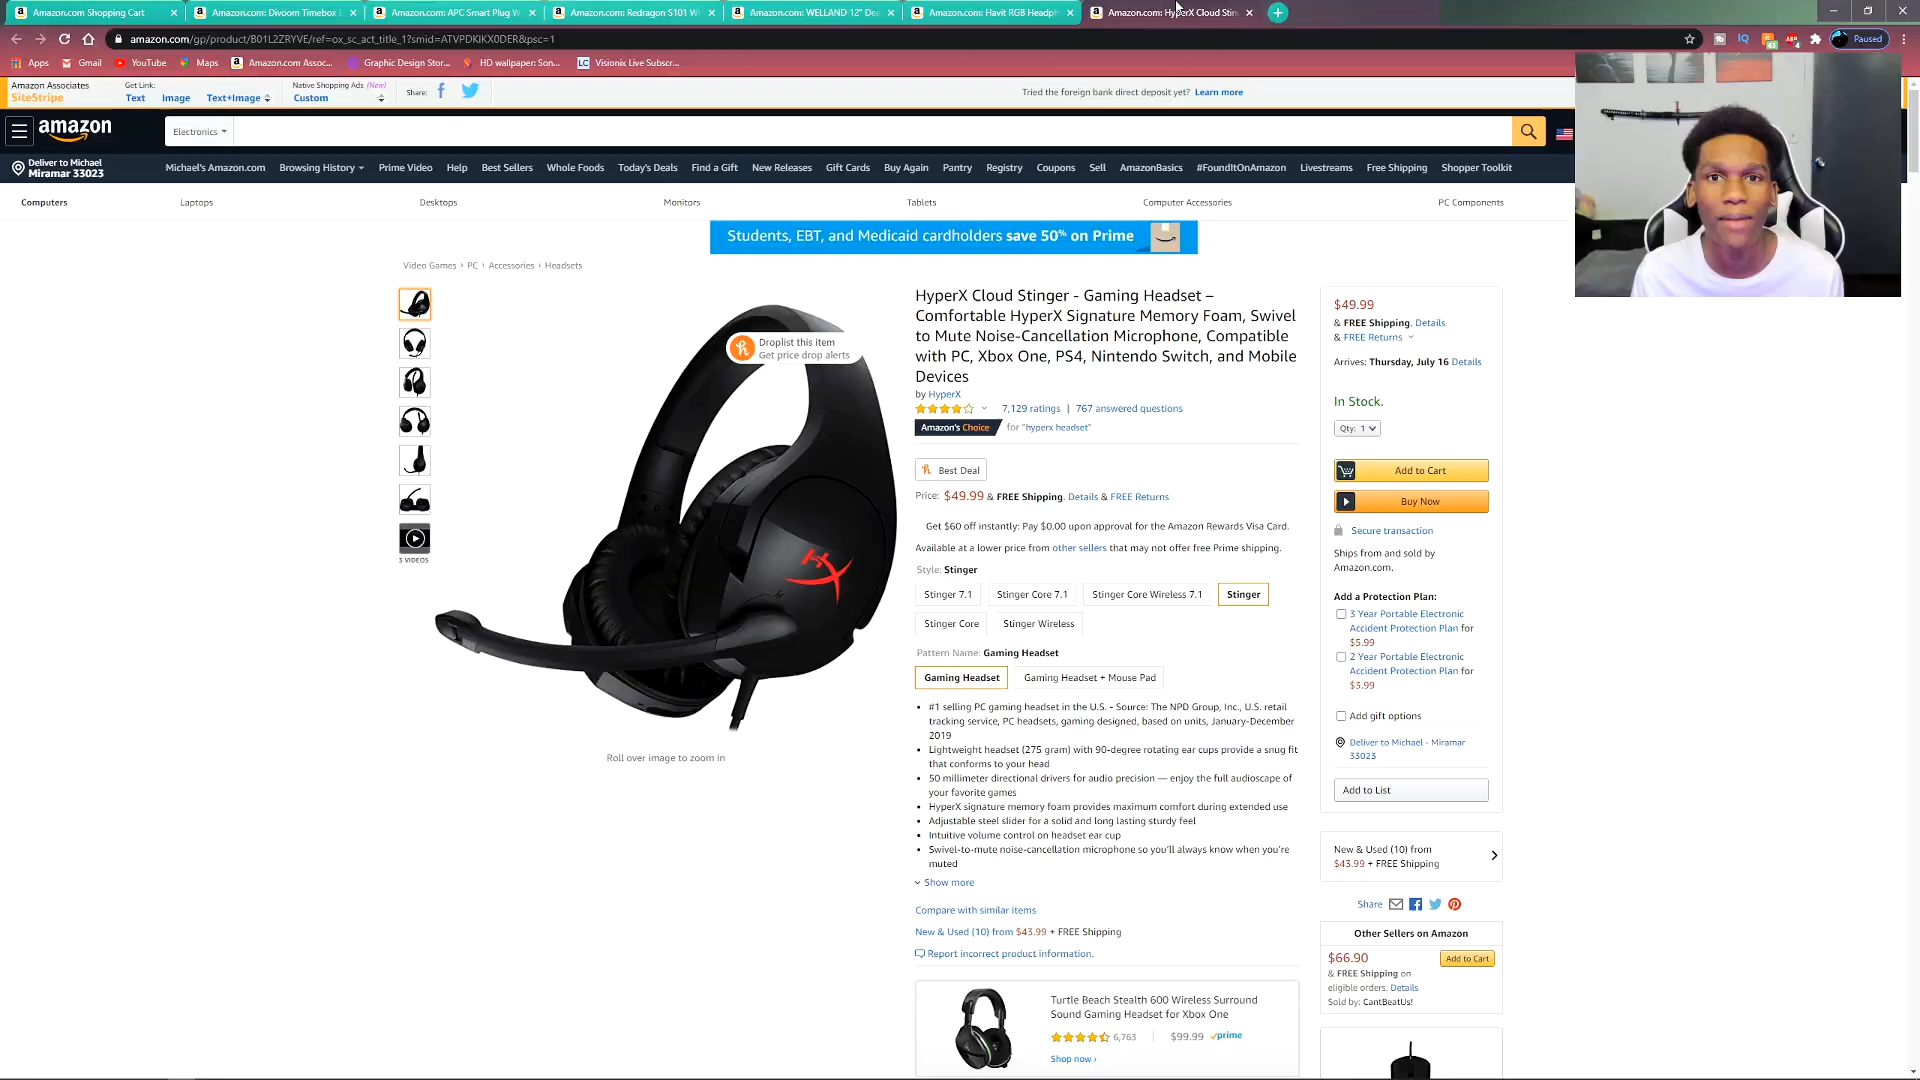 Amazon.com Shopping Cart
Amazon.com: Divoom Timebox E
Amazon.com: APC Smart Plug W
Amazon.com: Redragon S101 W
Amazon.com: WELLAND 12" De
Amazon.com: Havit RGB Headph
Amazon.com: HyperX Cloud Stin
amazon.com/gp/product/B01L2ZRYVE/ref=ox_sc_act_title_1?smid=ATVPDKIKX0DER&psc=1
Paused
Apps
Gmail
YouTube
Maps
Amazon.com Assoc...
Graphic Design Stor...
HD wallpaper: Son...
LC Visionix Live Subscr...
Amazon Associates
SiteStripe
Get Link:
Text
Image
Text+Image
Native Shopping Ads (New)
Custom
Share:
Tried the foreign bank direct deposit yet? Learn more
amazon
Electronics
Deliver to Michael
Miramar 33023
Michael's Amazon.com
Browsing History
Prime Video
Help
Best Sellers
Whole Foods
Today's Deals
Find a Gift
New Releases
Gift Cards
Buy Again
Pantry
Registry
Coupons
Sell
AmazonBasics
#FoundItOnAmazon
Livestreams
Free Shipping
Shopper Toolkit
Computers
Laptops
Desktops
Monitors
Tablets
Computer Accessories
PC Components
Students, EBT, and Medicaid cardholders save 50% on Prime
Video Games › PC › Accessories › Headsets
Droplist this item
Get price drop alerts
HX
3 VIDEOS
Roll over image to zoom in
HyperX Cloud Stinger - Gaming Headset –
Comfortable HyperX Signature Memory Foam, Swivel
to Mute Noise-Cancellation Microphone, Compatible
with PC, Xbox One, PS4, Nintendo Switch, and Mobile
Devices
by HyperX
7,129 ratings | 767 answered questions
Amazon's Choice for "hyperx headset"
Best Deal
Price: $49.99 & FREE Shipping. Details & FREE Returns
Get $60 off instantly: Pay $0.00 upon approval for the Amazon Rewards Visa Card.
Available at a lower price from other sellers that may not offer free Prime shipping.
Style: Stinger
Stinger 7.1
Stinger Core 7.1
Stinger Core Wireless 7.1
Stinger
Stinger Core
Stinger Wireless
Pattern Name: Gaming Headset
Gaming Headset
Gaming Headset + Mouse Pad
#1 selling PC gaming headset in the U.S. - Source: The NPD Group, Inc., U.S. retail
tracking service, PC headsets, gaming designed, based on units, January-December
2019
Lightweight headset (275 gram) with 90-degree rotating ear cups provide a snug fit
that conforms to your head
50 millimeter directional drivers for audio precision — enjoy the full audioscape of
your favorite games
HyperX signature memory foam provides maximum comfort during extended use
Adjustable steel slider for a solid and long lasting sturdy feel
Intuitive volume control on headset ear cup
Swivel-to-mute noise-cancellation microphone so you'll always know when you're
muted
Show more
Compare with similar items
New & Used (10) from $43.99 + FREE Shipping
Report incorrect product information.
Turtle Beach Stealth 600 Wireless Surround
Sound Gaming Headset for Xbox One
6,763 | $99.99 prime
Shop now ›
$49.99
& FREE Shipping. Details
& FREE Returns
Arrives: Thursday, July 16 Details
In Stock.
Qty: 1
Add to Cart
Buy Now
Secure transaction
Ships from and sold by
Amazon.com.
Add a Protection Plan:
3 Year Portable Electronic
Accident Protection Plan for
$5.99
2 Year Portable Electronic
Accident Protection Plan for
$3.99
Add gift options
Deliver to Michael - Miramar
33023
Add to List
New & Used (10) from
$43.99 + FREE Shipping
Share
Other Sellers on Amazon
$66.90
Add to Cart
& FREE Shipping on
eligible orders. Details
Sold by: CantBeatUs!